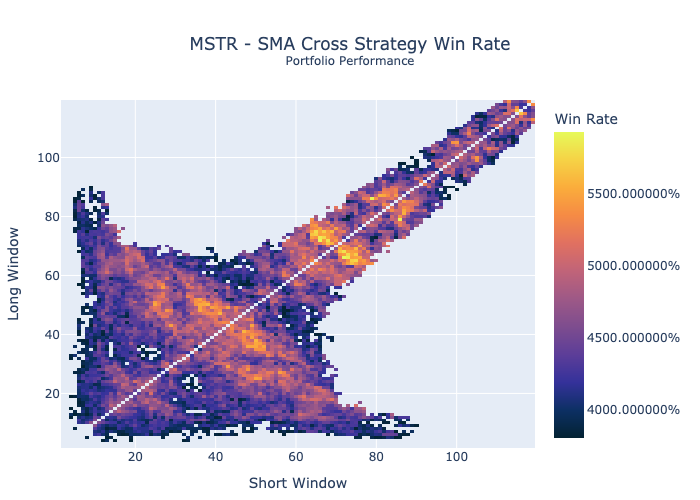 MSTR - SMA Cross Strategy Win Rate
Portfolio Performance
Win Rate
100
80
60
40
20
20
40
60
80
100
Long Window
Short Window
5500.000000%
5000.000000%
4500.000000%
4000.000000%